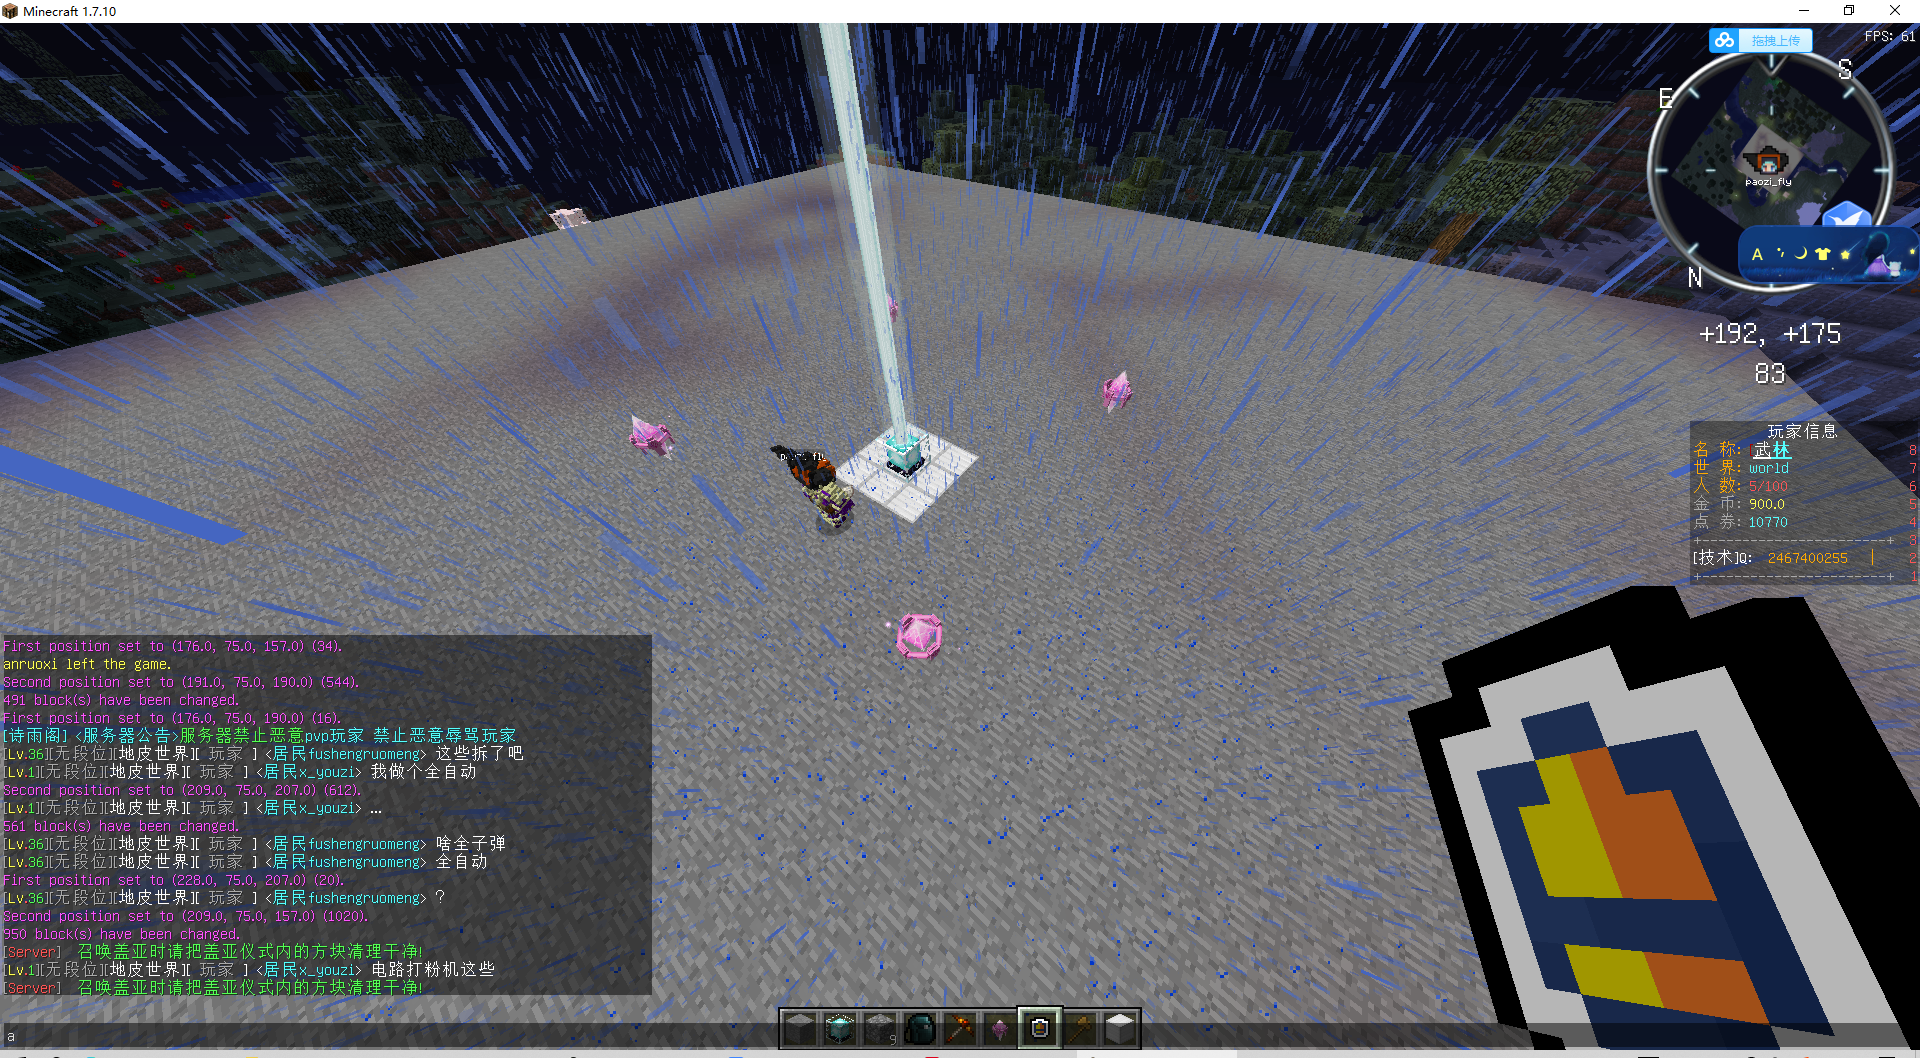 Minecraft 1.7.10
FPS: 61
拖拽上传
S
E
paozi_fly
A
N
+192, +175
83
玩家信息
名 称: 武林 8
世 界: world 7
人 数: 5/100 6
金 币: 900.0 5
点 券: 10770 4
+----------------------+ 3
[技术]Q: 2467400255 | 2
+----------------------+ 1
First position set to (176.0, 75.0, 157.0) (34).
anruoxi left the game.
Second position set to (191.0, 75.0, 190.0) (544).
491 block(s) have been changed.
First position set to (176.0, 75.0, 190.0) (16).
[诗雨阁] <服务器公告>服务器禁止恶意pvp玩家 禁止恶意辱骂玩家
[Lv.36][无段位][地皮世界][ 玩家 ] <居民fushengruomeng> 这些拆了吧
[Lv.1][无段位][地皮世界][ 玩家 ] <居民x_youzi> 我做个全自动
Second position set to (209.0, 75.0, 207.0) (612).
[Lv.1][无段位][地皮世界][ 玩家 ] <居民x_youzi> ...
561 block(s) have been changed.
[Lv.36][无段位][地皮世界][ 玩家 ] <居民fushengruomeng> 啥全子弹
[Lv.36][无段位][地皮世界][ 玩家 ] <居民fushengruomeng> 全自动
First position set to (228.0, 75.0, 207.0) (20).
[Lv.36][无段位][地皮世界][ 玩家 ] <居民fushengruomeng> ?
Second position set to (209.0, 75.0, 157.0) (1020).
950 block(s) have been changed.
[Server] 召唤盖亚时请把盖亚仪式内的方块清理干净!
[Lv.1][无段位][地皮世界][ 玩家 ] <居民x_youzi> 电路打粉机这些
[Server] 召唤盖亚时请把盖亚仪式内的方块清理干净!
9
a